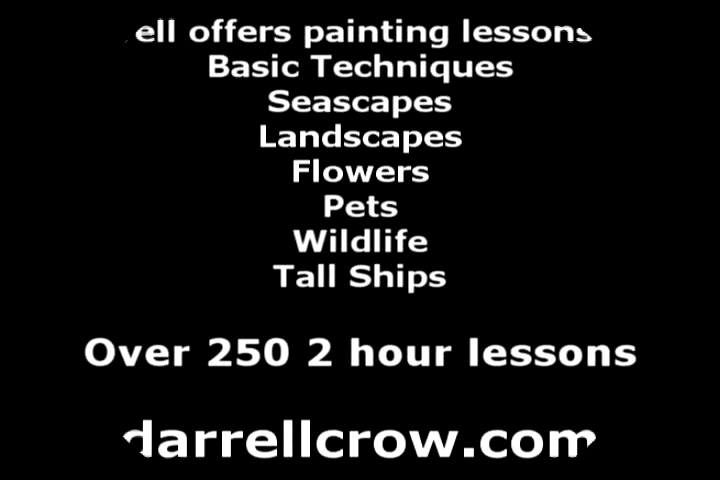 ell offers painting lessons
Basic Techniques
Seascapes
Landscapes
Flowers
Pets
Wildlife
Tall Ships
Over 250 2 hour lessons
darrellcrow.com